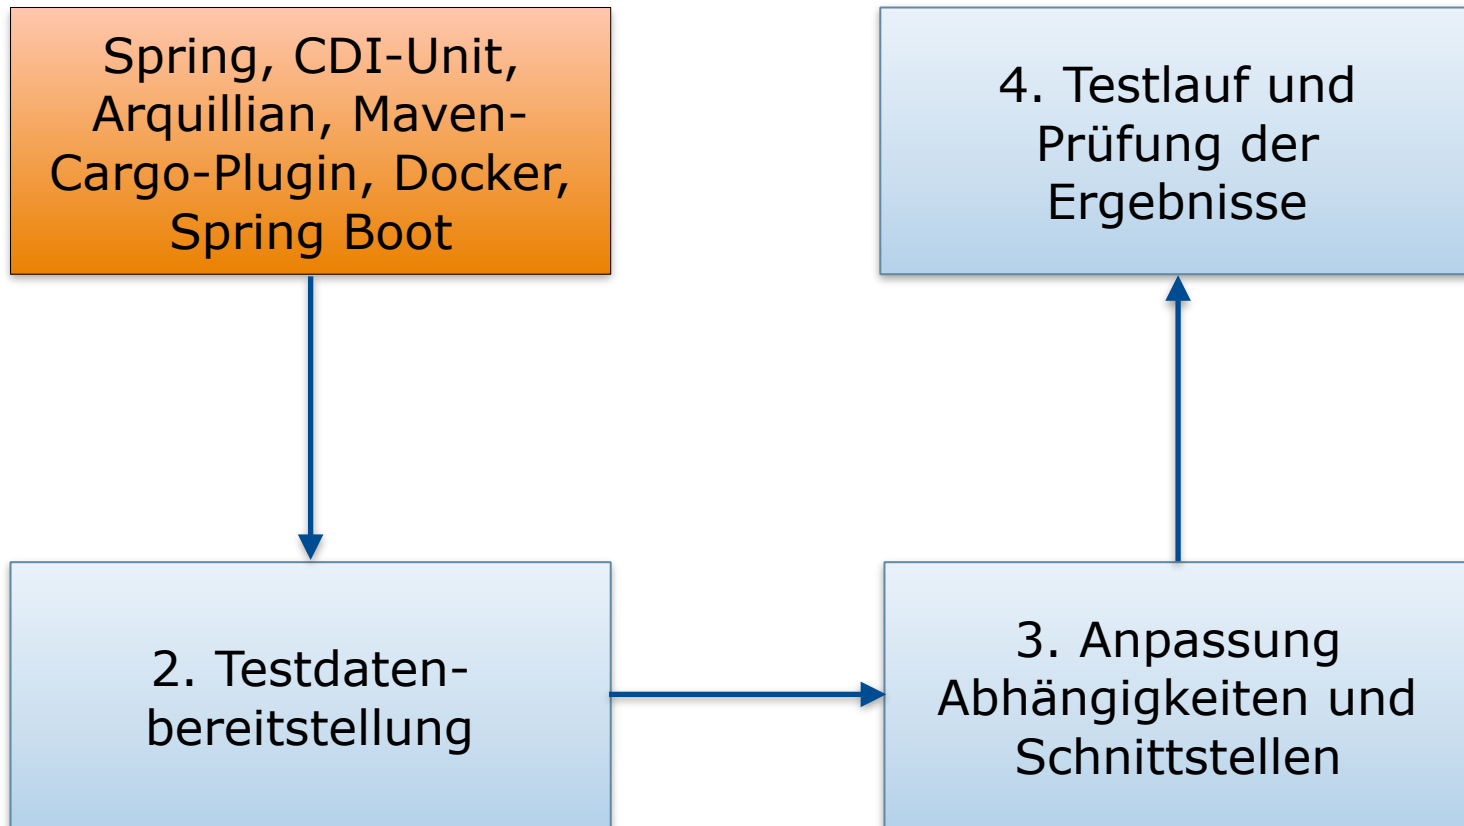 Spring, CDI-Unit,
Arquillian, Maven-
Cargo-Plugin, Docker,
Spring Boot
2. Testdaten-
bereitstellung
3. Anpassung
Abhängigkeiten und
Schnittstellen
4. Testlauf und
Prüfung der
Ergebnisse